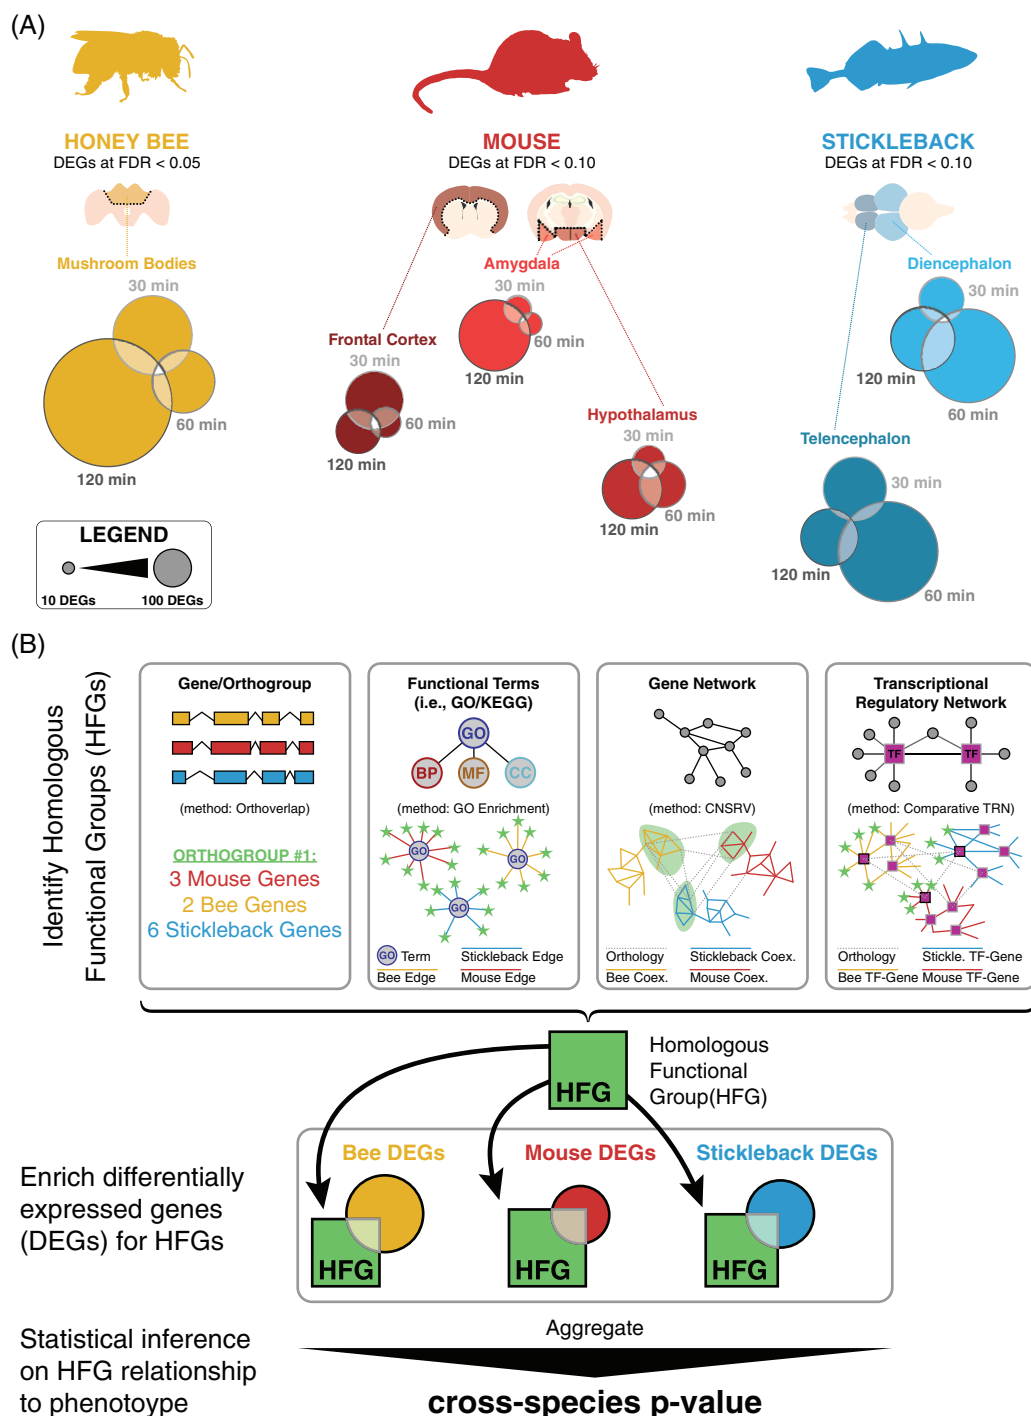 (A)
HONEY BEE
DEGs at FDR < 0.05
MOUSE
DEGs at FDR < 0.10
STICKLEBACK
DEGs at FDR < 0.10
Mushroom Bodies
30 min
60 min
120 min
Frontal Cortex
30 min
60 min
120 min
Amygdala
30 min
60 min
120 min
Hypothalamus
30 min
60 min
120 min
Diencephalon
30 min
120 min
60 min
Telencephalon
30 min
120 min
60 min
LEGEND
10 DEGs
100 DEGs
(B)
Identify Homologous
Functional Groups (HFGs)
Gene/Orthogroup
(method: Orthoverlap)
ORTHOGROUP #1:
3 Mouse Genes
2 Bee Genes
6 Stickleback Genes
Functional Terms
(i.e., GO/KEGG)
GO
BP
MF
CC
(method: GO Enrichment)
GO
GO
GO
GO Term
Stickleback Edge
Bee Edge
Mouse Edge
Gene Network
(method: CNSRV)
Orthology
Stickleback Coex.
Bee Coex.
Mouse Coex.
Transcriptional
Regulatory Network
TF
TF
(method: Comparative TRN)
Orthology
Stickle. TF-Gene
Bee TF-Gene
Mouse TF-Gene
HFG
Homologous
Functional
Group(HFG)
Enrich differentially
expressed genes
(DEGs) for HFGs
Bee DEGs
Mouse DEGs
Stickleback DEGs
HFG
HFG
HFG
Statistical inference
on HFG relationship
to phenotoype
Aggregate
cross-species p-value